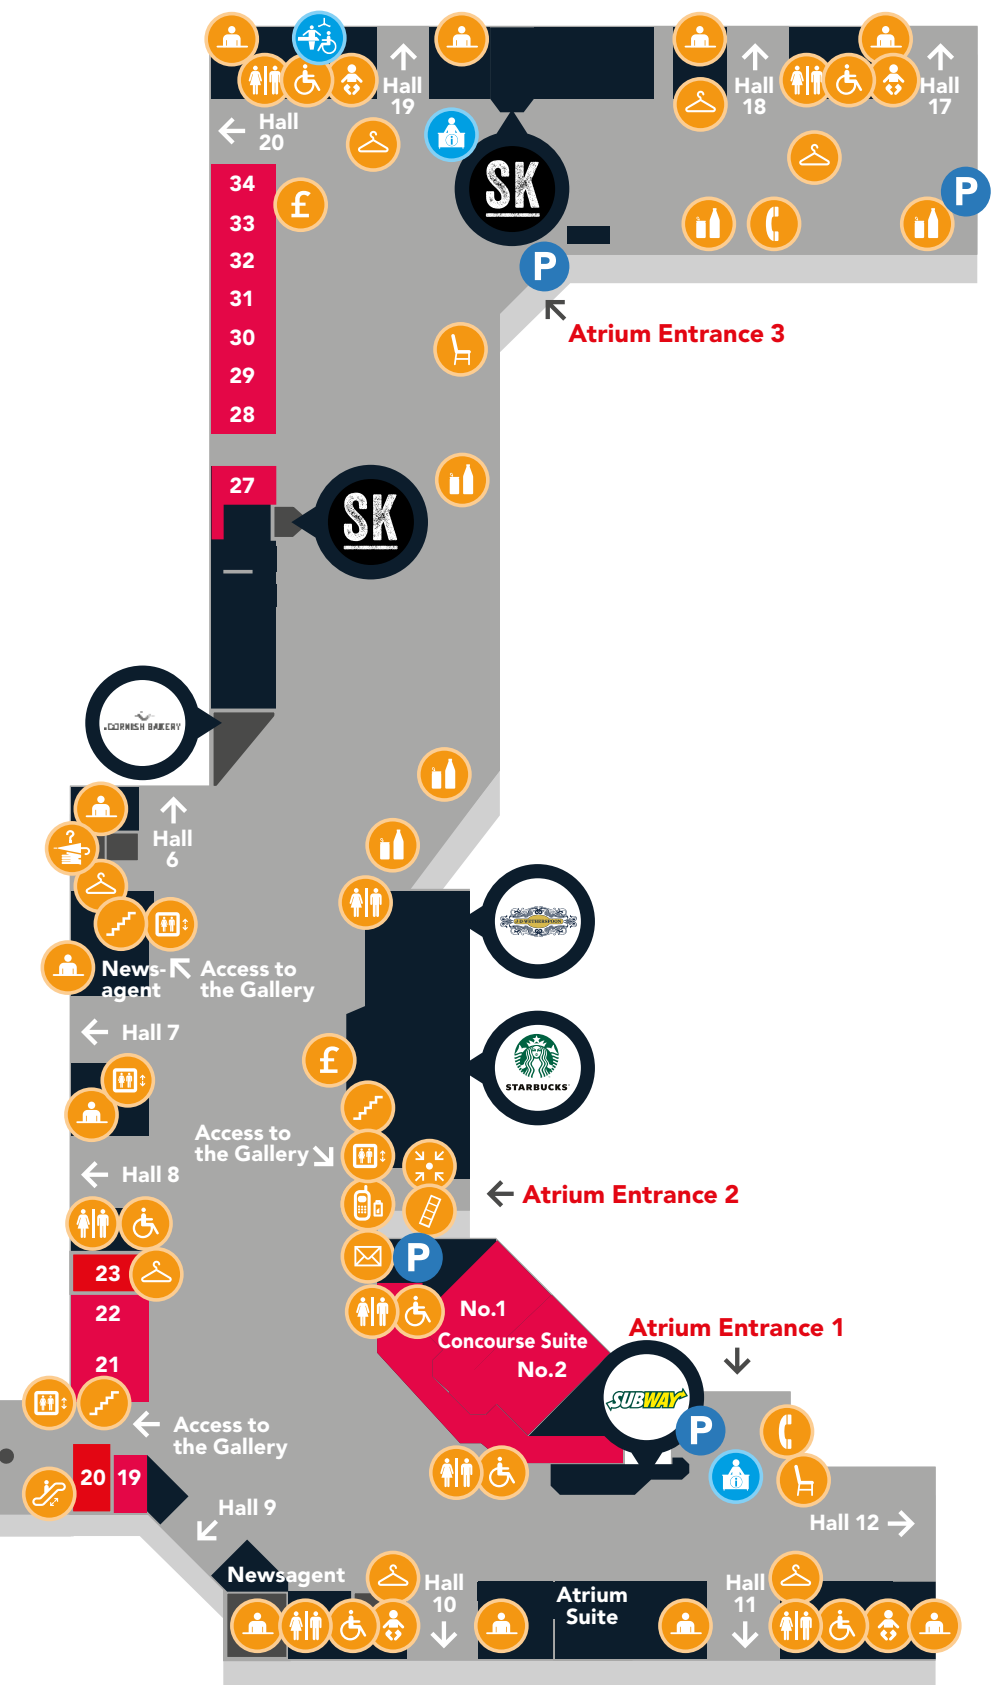 Hall
19
Hall
18
Hall
17
Hall
20
34
£
33
32
31
30
29
28
SK
P
P
Atrium Entrance 3
27
SK
CORNISH BAKERY
Hall
6
?
News-
agent
Access to
the Gallery
J D WETHERSPOON
Hall 7
£
STARBUCKS
Access to
the Gallery
Hall 8
Atrium Entrance 2
P
23
22
21
No.1
Concourse Suite
No.2
Atrium Entrance 1
SUBWAY
P
Access to
the Gallery
20
19
Hall 9
Hall 12
Newsagent
Hall
10
Atrium
Suite
Hall
11